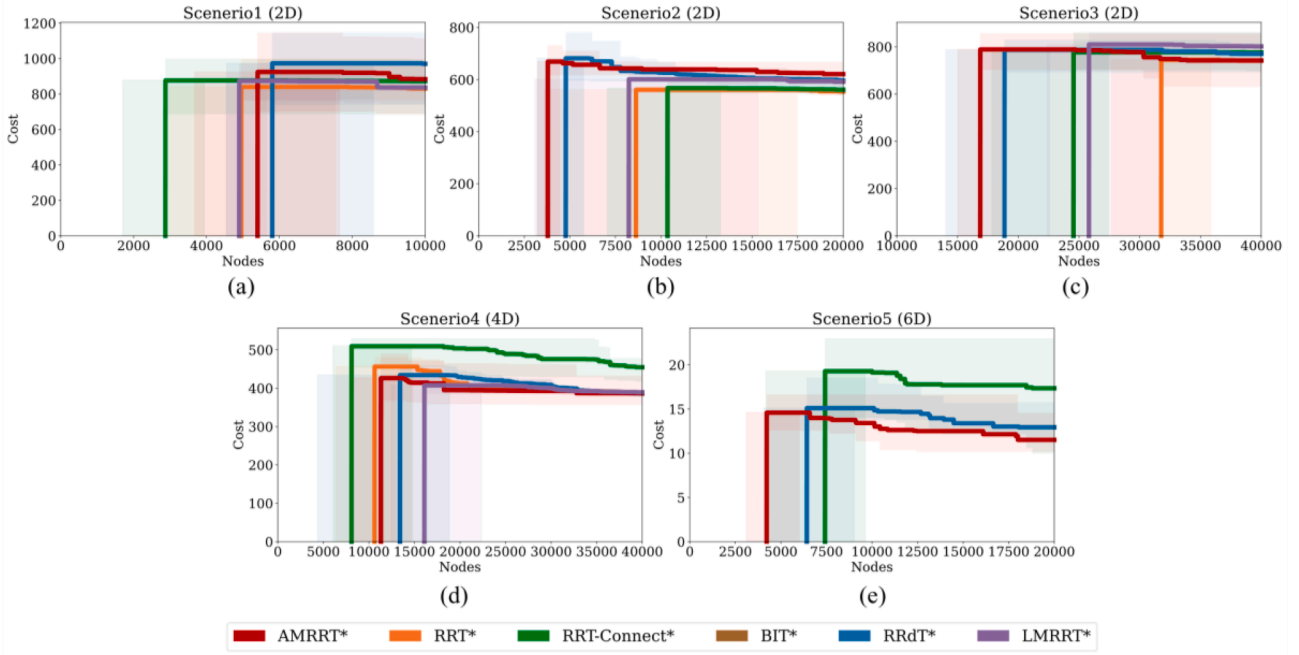 Scenerio1 (2D)
1200
1000
800
600
400
200
0
Cost
0 2000 4000 6000 8000 10000
Nodes
(a)
Scenerio2 (2D)
800
600
400
200
0
Cost
0 2500 5000 7500 10000 12500 15000 17500 20000
Nodes
(b)
Scenerio3 (2D)
800
600
400
200
0
Cost
10000 15000 20000 25000 30000 35000 40000
Nodes
(c)
Scenerio4 (4D)
500
400
300
200
100
0
Cost
0 5000 10000 15000 20000 25000 30000 35000 40000
Nodes
(d)
Scenerio5 (6D)
20
15
10
5
0
Cost
0 2500 5000 7500 10000 12500 15000 17500 20000
Nodes
(e)
AMRRT* RRT* RRT-Connect* BIT* RRdT* LMRRT*